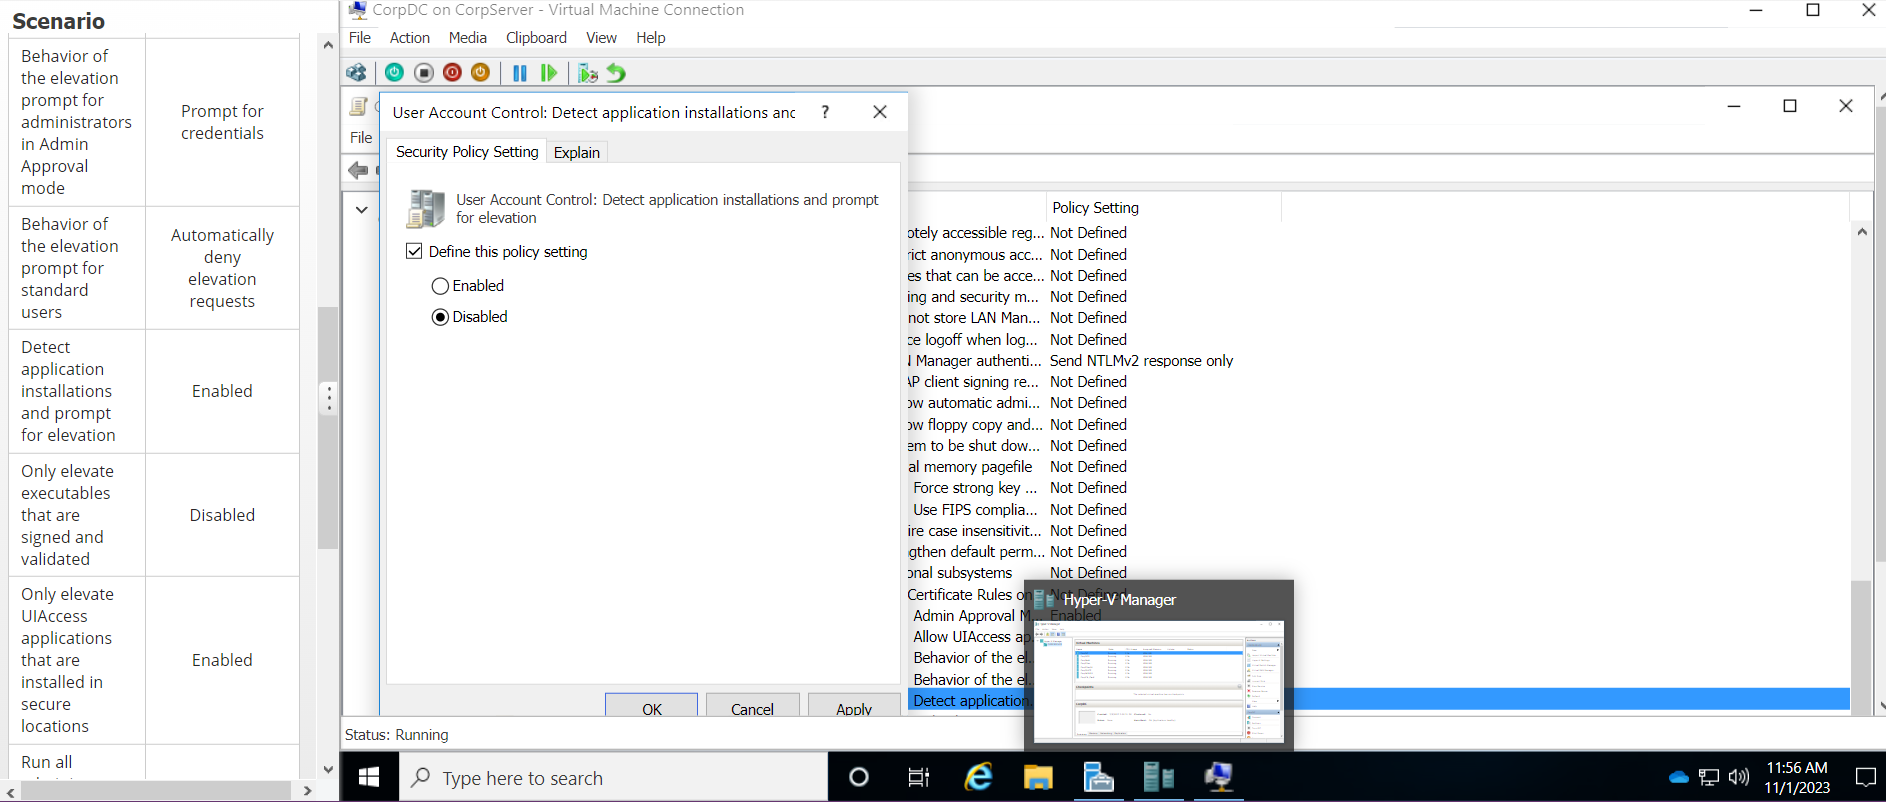 Scenario
Behavior of
the elevation
prompt for
administrators
in Admin
Approval
mode
Prompt for
credentials
Behavior of
the elevation
prompt for
standard
users
Automatically
deny
elevation
requests
Detect
application
installations
and prompt
for elevation
Enabled
Only elevate
executables
that are
signed and
validated
Disabled
Only elevate
UIAccess
applications
that are
installed in
secure
locations
Enabled
Run all
CorpDC on CorpServer - Virtual Machine Connection
File Action Media Clipboard View Help
File
User Account Control: Detect application installations anc
?
Security Policy Setting Explain
User Account Control: Detect application installations and prompt
for elevation
Define this policy setting
Enabled
Disabled
OK Cancel Apply
Policy Setting
otely accessible reg... Not Defined
rict anonymous acc... Not Defined
es that can be acce... Not Defined
ing and security m... Not Defined
not store LAN Man... Not Defined
ce logoff when log... Not Defined
N Manager authenti... Send NTLMv2 response only
AP client signing re... Not Defined
ow automatic admi... Not Defined
ow floppy copy and... Not Defined
em to be shut dow... Not Defined
al memory pagefile Not Defined
Force strong key ... Not Defined
Use FIPS complia... Not Defined
ire case insensitivit... Not Defined
gthen default perm... Not Defined
onal subsystems Not Defined
Certificate Rules on Not Defined
Admin Approval M... Enabled
Allow UIAccess ap...
Behavior of the el...
Behavior of the el...
Detect application...
Hyper-V Manager
Status: Running
Type here to search
11:56 AM
11/1/2023